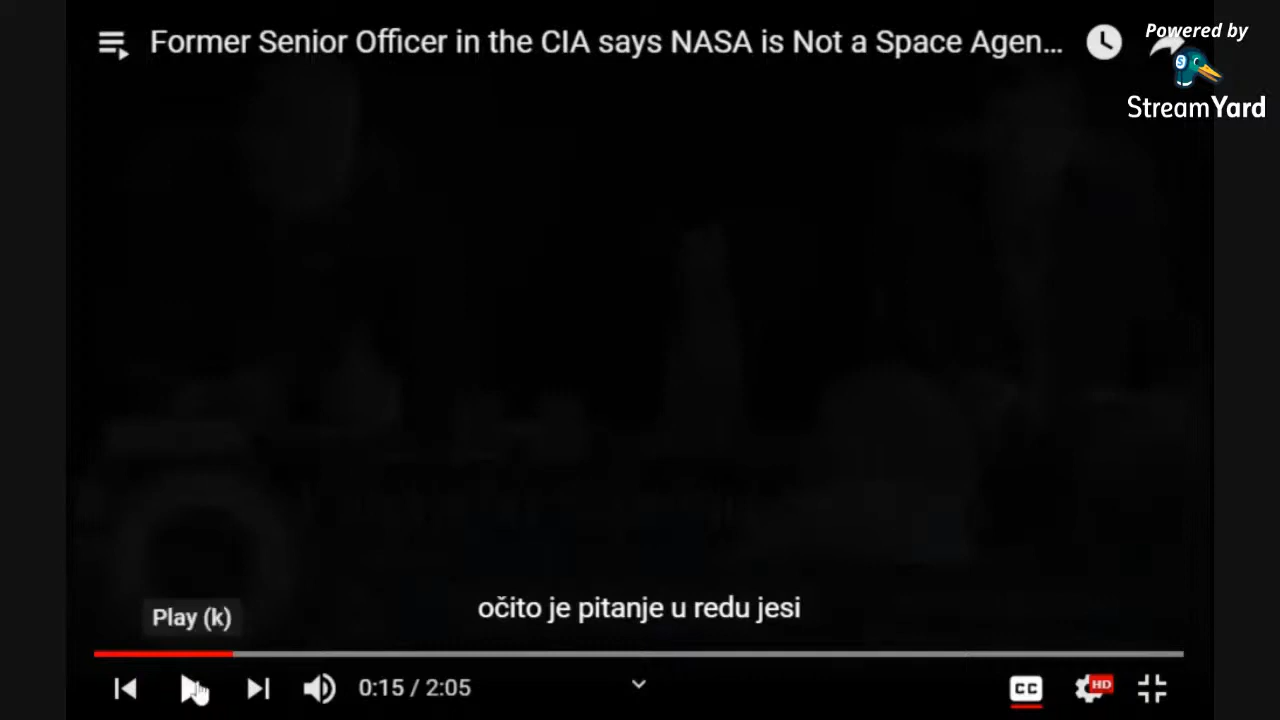 Former Senior Officer in the CIA says NASA is Not a Space Agen...
Powered by
StreamYard
očito je pitanje u redu jesi
Play (k)
0:15 / 2:05
CC
HD